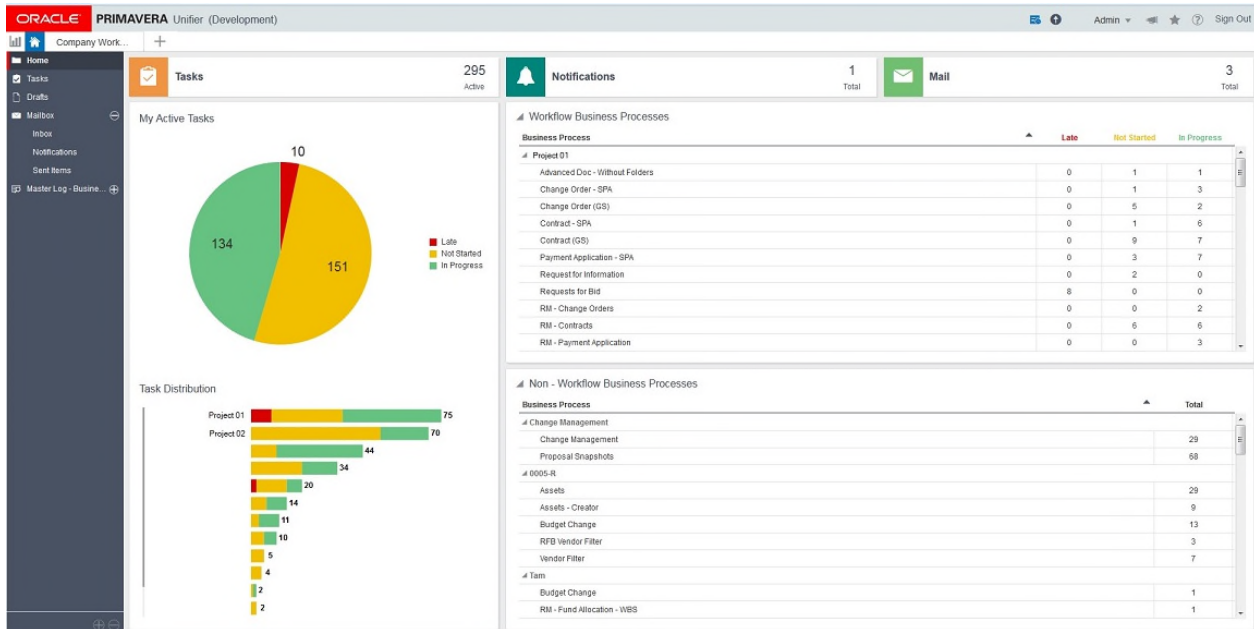 ORACLE PRIMAVERA Unifier (Development) Admin Sign Out
Company Work...
Home
Tasks
Drafts
Mailbox
Inbox
Notifications
Sent Items
Master Log - Busine...
Tasks 295 Active
Notifications 1 Total
Mail 3 Total
My Active Tasks
10
134
151
Late
Not Started
In Progress
Task Distribution
Project 01 75
Project 02 70
44
34
20
14
11
10
5
4
2
2
Workflow Business Processes
Business Process Late Not Started In Progress
Project 01
Advanced Doc - Without Folders 0 1 1
Change Order - SPA 0 1 3
Change Order (GS) 0 5 2
Contract - SPA 0 1 6
Contract (GS) 0 9 7
Payment Application - SPA 0 3 7
Request for Information 0 2 0
Requests for Bid 8 0 0
RM - Change Orders 0 0 2
RM - Contracts 0 6 6
RM - Payment Application 0 0 3
Non - Workflow Business Processes
Business Process Total
Change Management
Change Management 29
Proposal Snapshots 68
0005-R
Assets 29
Assets - Creator 9
Budget Change 13
RFB Vendor Filter 3
Vendor Filter 7
Tam
Budget Change 1
RM - Fund Allocation - WBS 1